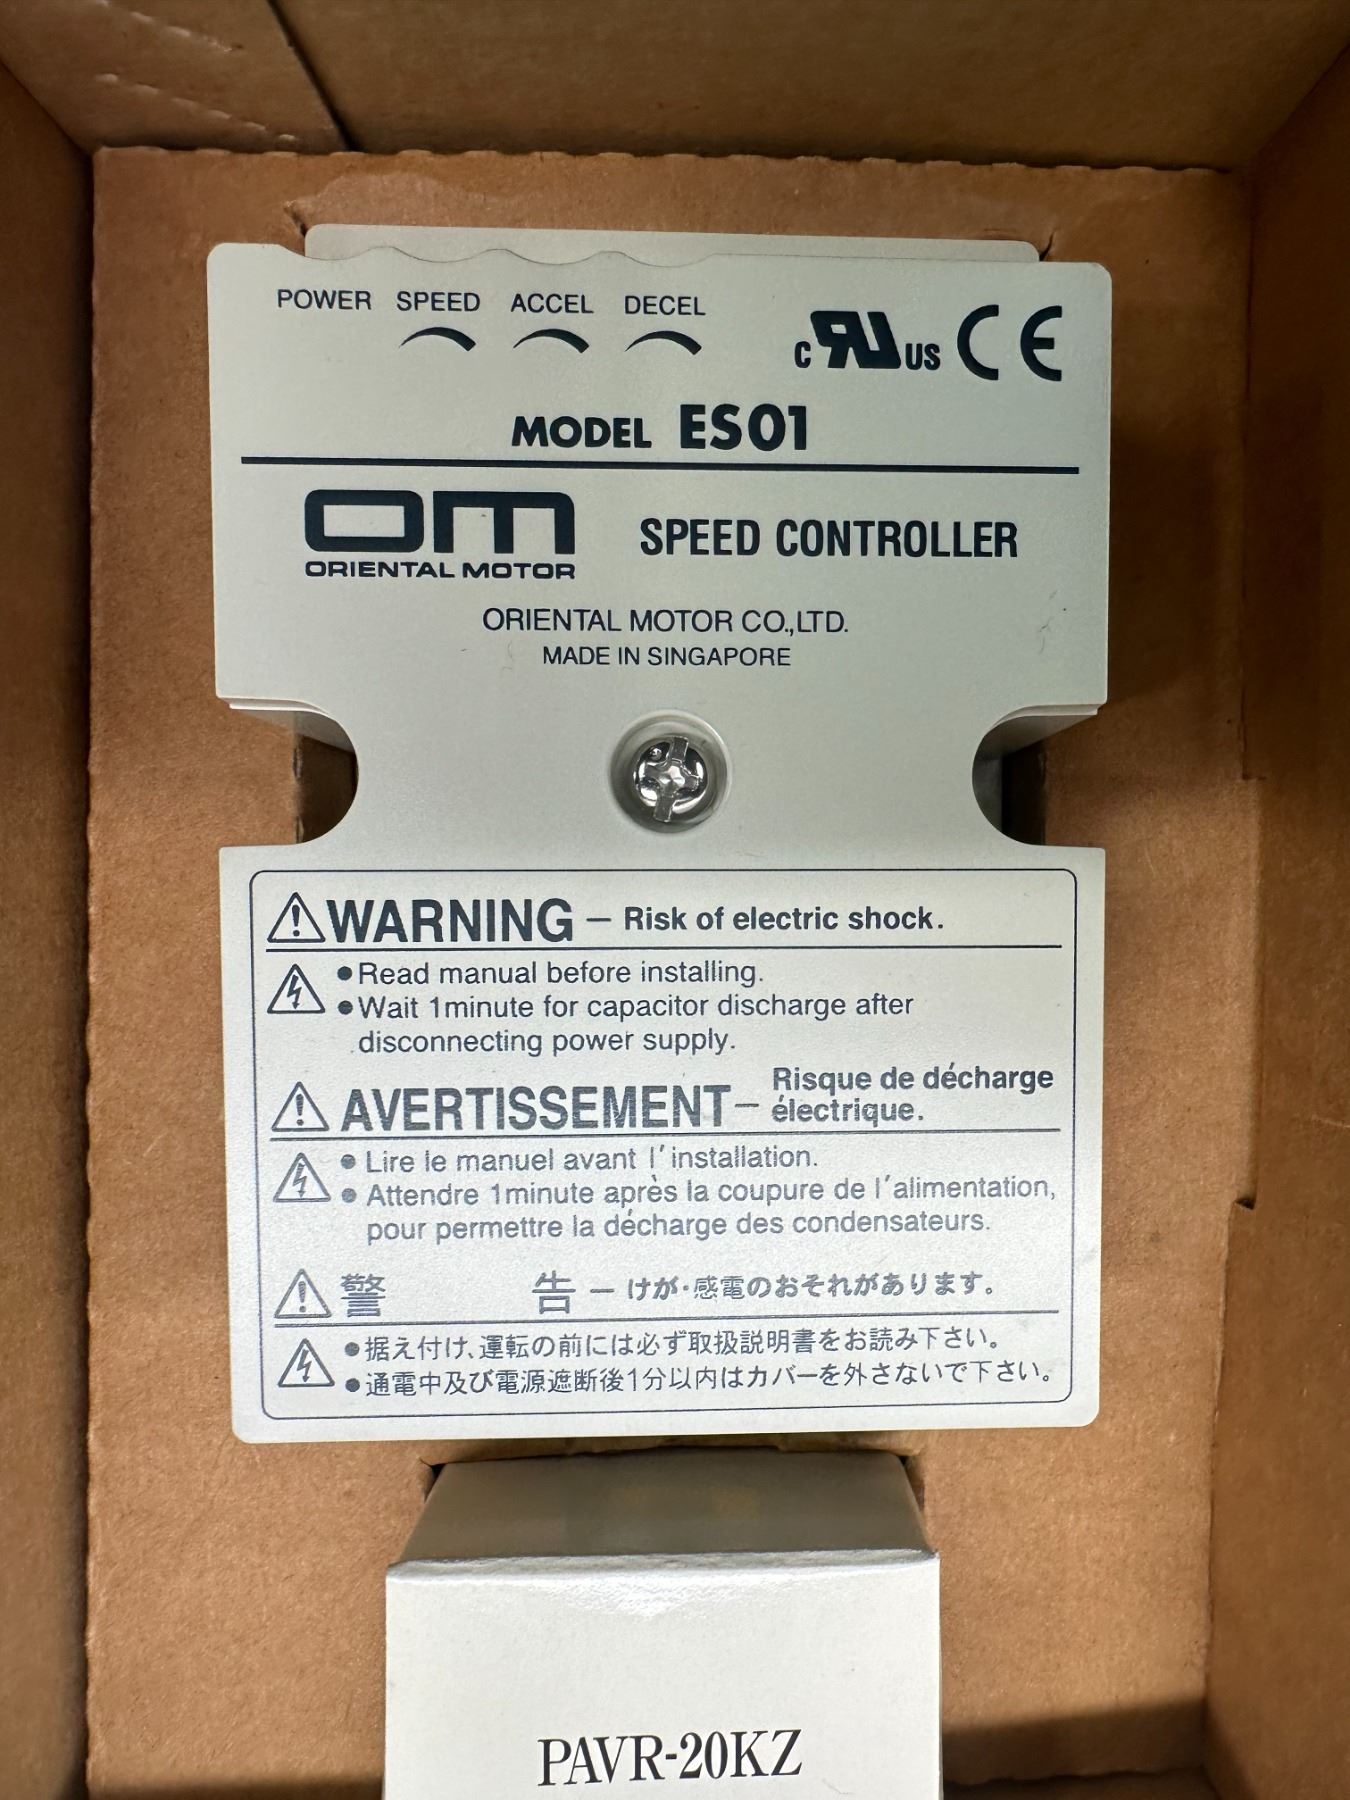 POWER SPEED ACCEL DECEL
c RU US CE
MODEL ES01
OM
ORIENTAL MOTOR
SPEED CONTROLLER
ORIENTAL MOTOR CO.,LTD.
MADE IN SINGAPORE
WARNING – Risk of electric shock.
●Read manual before installing.
●Wait 1minute for capacitor discharge after
disconnecting power supply.
AVERTISSEMENT – Risque de décharge
électrique.
● Lire le manuel avant l'installation.
● Attendre 1minute après la coupure de l'alimentation,
pour permettre la décharge des condensateurs.
警 告 – けが・感電のおそれがあります。
●据え付け、運転の前には必ず取扱説明書をお読み下さい。
●通電中及び電源遮断後1分以内はカバーを外さないで下さい。
PAVR-20KZ